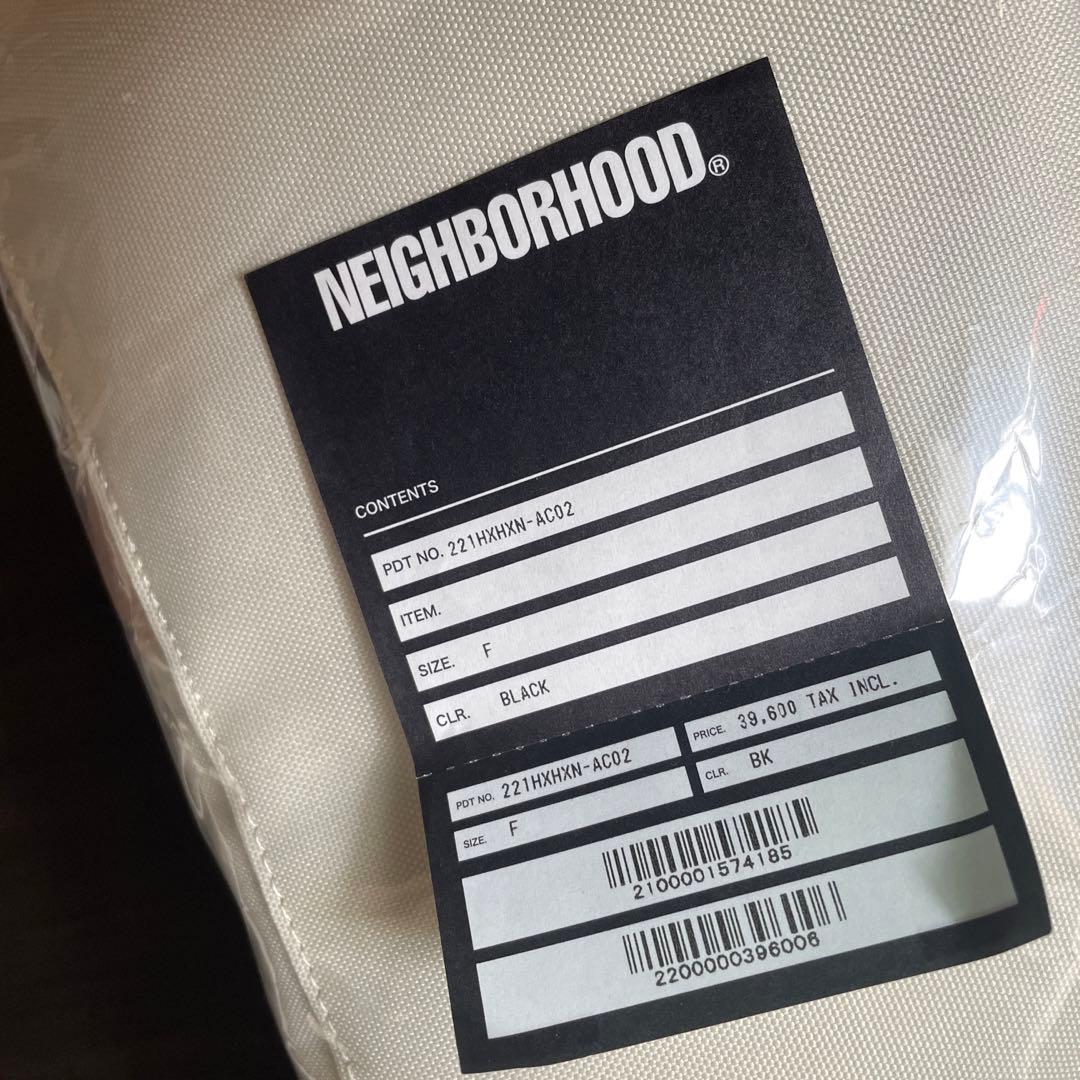 NEIGHBORHOOD®
CONTENTS
PDT NO. 221HXHXN-AC02
ITEM.
SIZE. F
CLR. BLACK
PDT NO. 221HXHXN-AC02
PRICE. 39,600 TAX INCL.
SIZE. F
CLR. BK
2100001574185
2200000396006